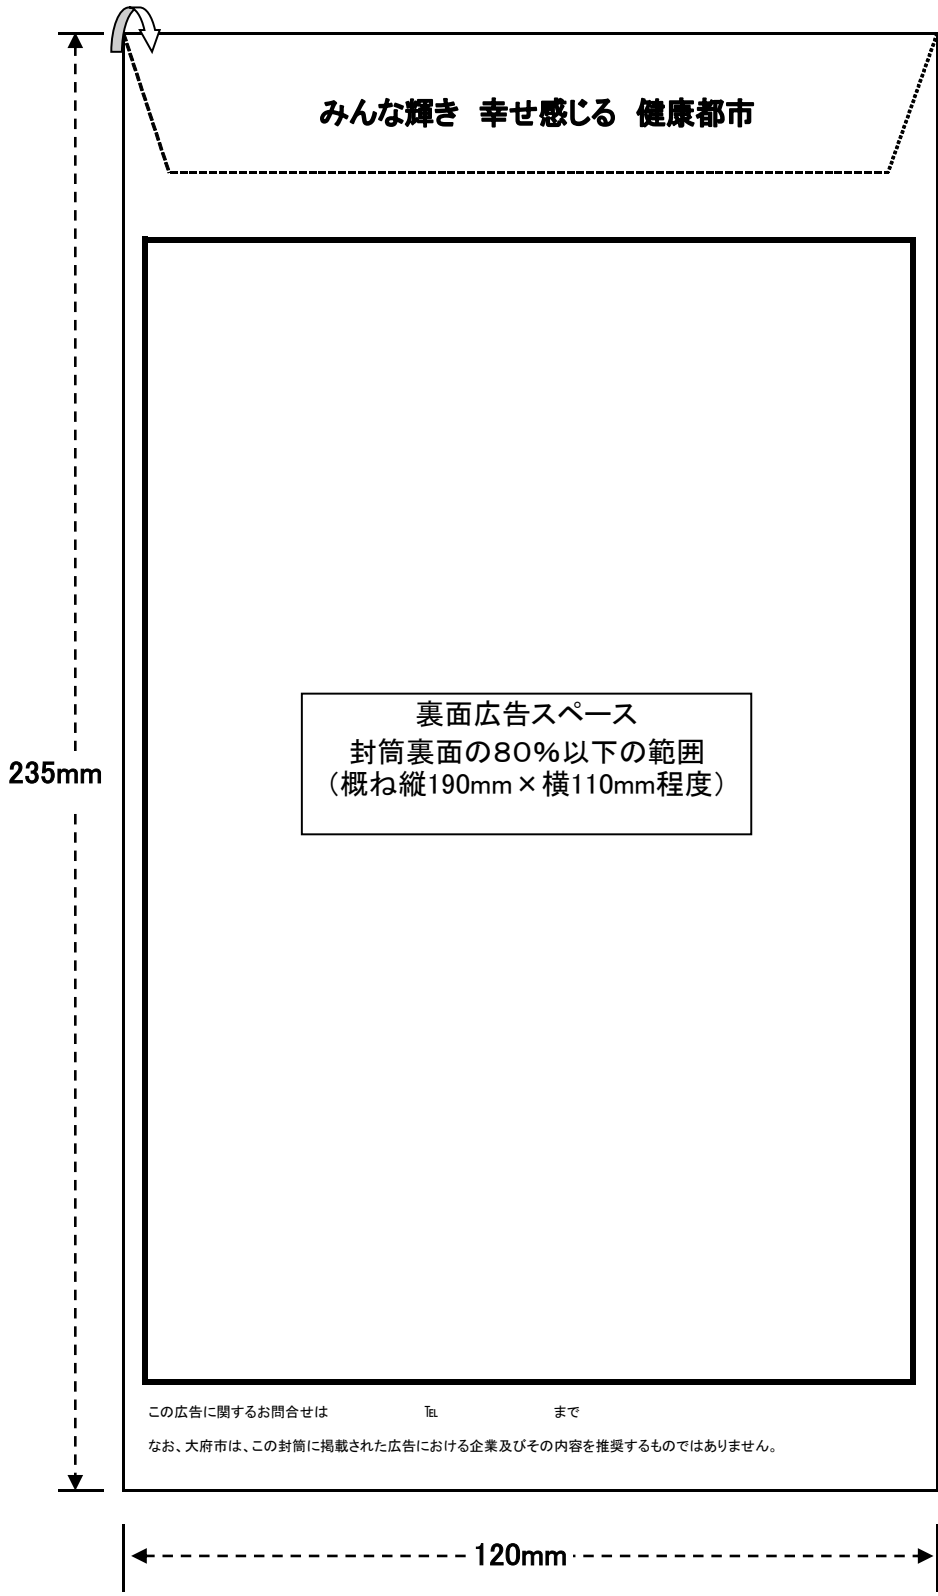 みんな輝き　幸せ感じる　健康都市
裏面広告スペース
封筒裏面の80%以下の範囲
（概ね縦190mm×横110mm程度）
235mm
この広告に関するお問合せは　　　　　　℡　　　　　　　まで
なお、大府市は、この封筒に掲載された広告における企業及びその内容を推奨するものではありません。
120mm